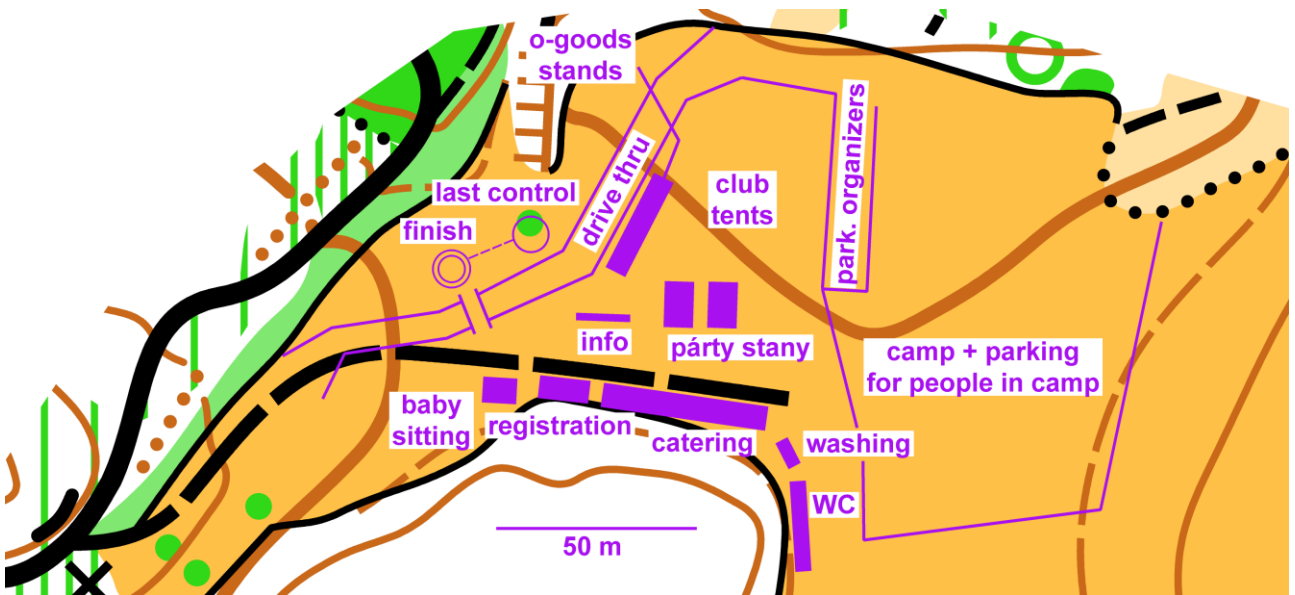 o-goods
stands
drive thru
park. organizers
club
tents
last control
finish
info
párty stany
camp + parking
for people in camp
baby
sitting
registration
catering
washing
WC
50 m